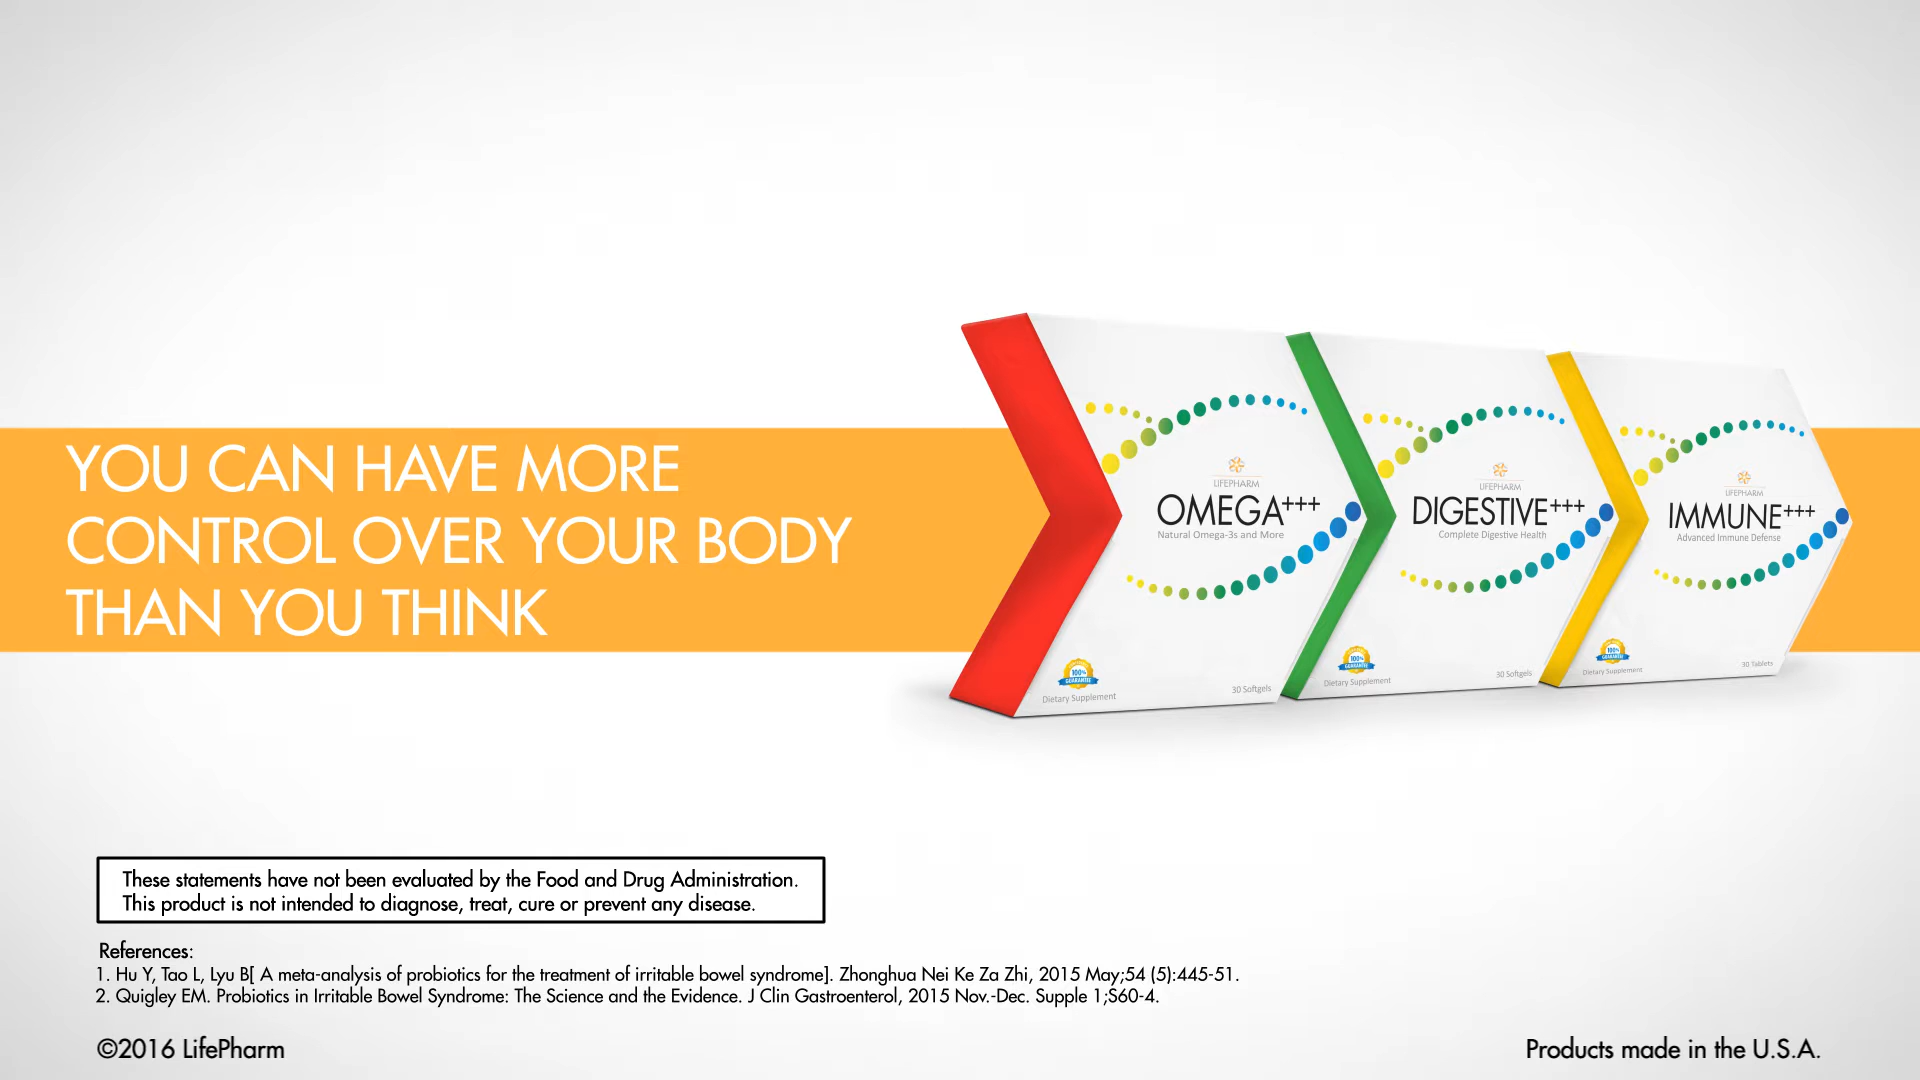 YOU CAN HAVE MORE
CONTROL OVER YOUR BODY
THAN YOU THINK
LIFEPHARM
OMEGA+++
Natural Omega-3s and More
100%
GUARANTEE
Dietary Supplement
30 Softgels
LIFEPHARM
DIGESTIVE+++
Complete Digestive Health
100%
GUARANTEE
Dietary Supplement
30 Softgels
LIFEPHARM
IMMUNE+++
Advanced Immune Defense
100%
GUARANTEE
Dietary Supplement
30 Tablets
These statements have not been evaluated by the Food and Drug Administration.
This product is not intended to diagnose, treat, cure or prevent any disease.
References:
1. Hu Y, Tao L, Lyu B[ A meta-analysis of probiotics for the treatment of irritable bowel syndrome]. Zhonghua Nei Ke Za Zhi, 2015 May;54 (5):445-51.
2. Quigley EM. Probiotics in Irritable Bowel Syndrome: The Science and the Evidence. J Clin Gastroenterol, 2015 Nov.-Dec. Supple 1;S60-4.
©2016 LifePharm
Products made in the U.S.A.